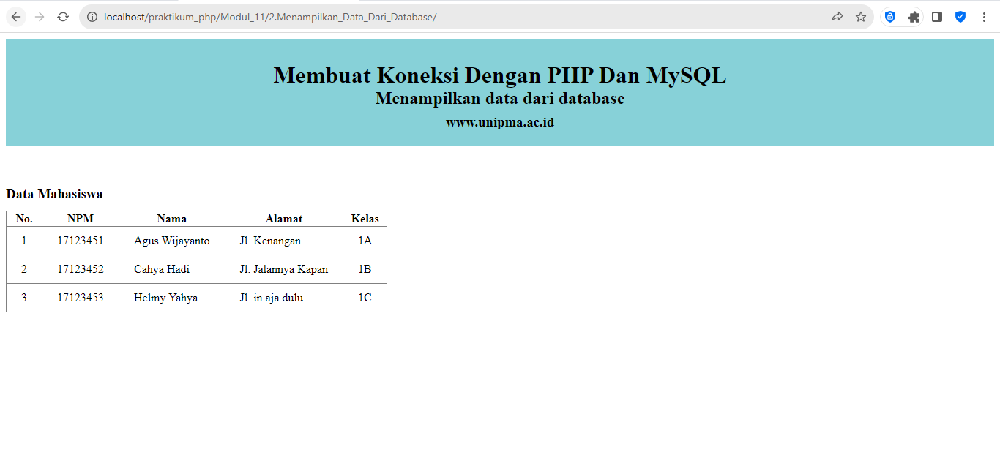 localhost/praktikum_php/Modul_11/2.Menampilkan_Data_Dari_Database/
Membuat Koneksi Dengan PHP Dan MySQL
Menampilkan data dari database
www.unipma.ac.id
Data Mahasiswa
No. NPM Nama Alamat Kelas
1 17123451 Agus Wijayanto Jl. Kenangan 1A
2 17123452 Cahya Hadi Jl. Jalannya Kapan 1B
3 17123453 Helmy Yahya Jl. in aja dulu 1C